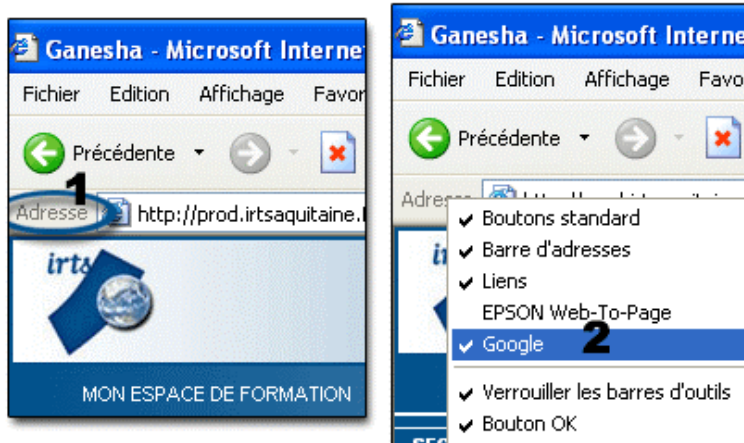 Ganesha - Microsoft Interne
Fichier Edition Affichage Favor
Précédente
1
Adresse http://prod.irtsaquitaine.
irts
MON ESPACE DE FORMATION
Ganesha - Microsoft Interne
Fichier Edition Affichage Favo
Précédente
Boutons standard
Barre d'adresses
Liens
EPSON Web-To-Page
Google 2
Verrouiller les barres d'outils
Bouton OK